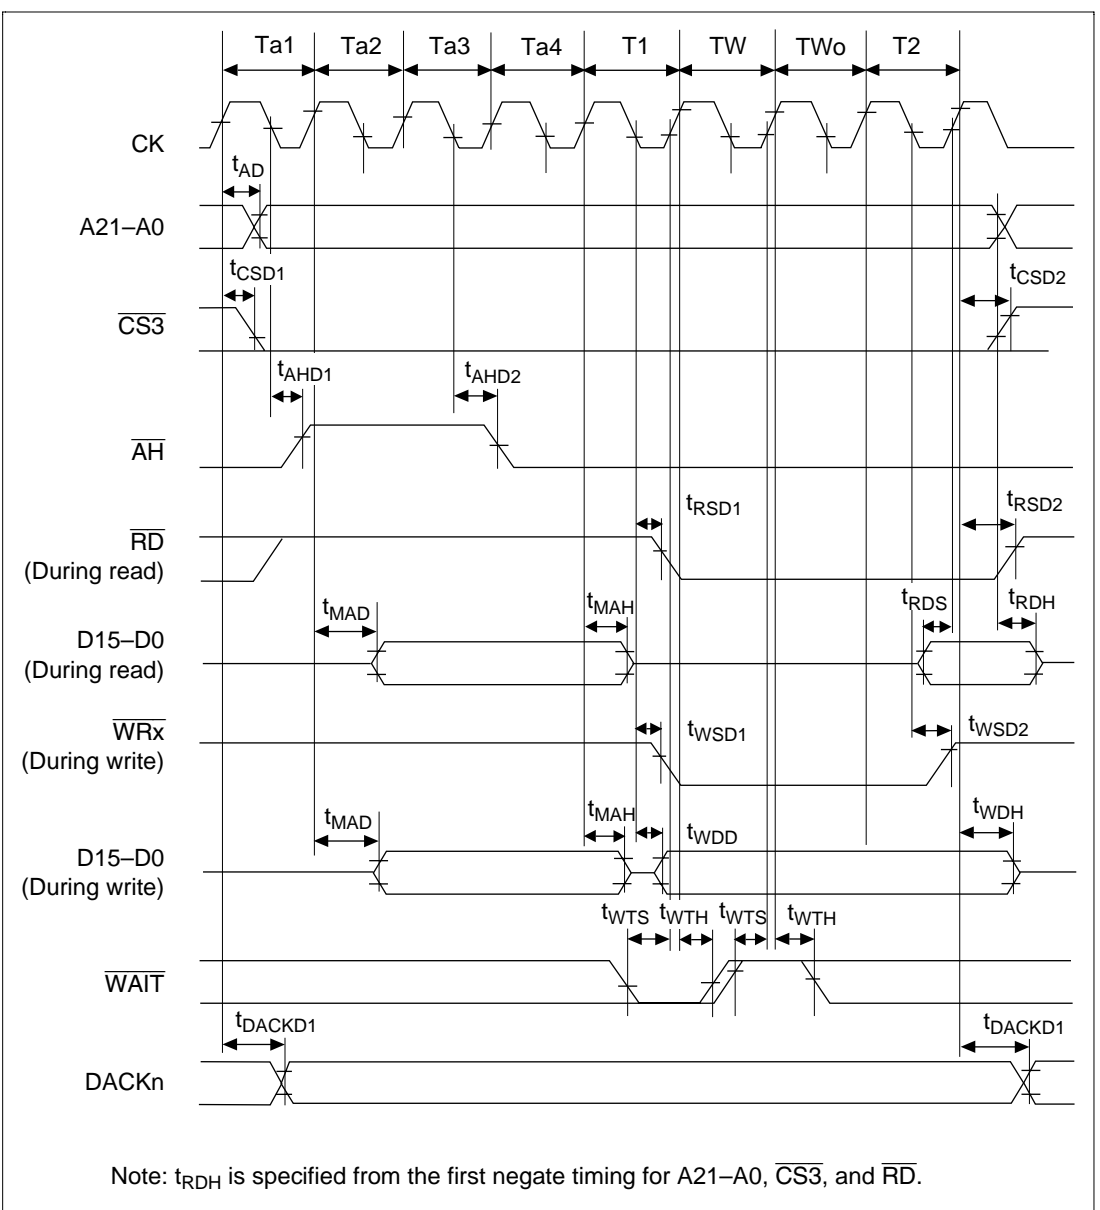 Ta1 Ta2 Ta3 Ta4 T1 TW TWo T2
CK
tAD
A21–A0
tCSD1 tCSD2
CS3
tAHD1 tAHD2
AH
tRSD1 tRSD2
RD
(During read)
tMAD tMAH tRDS tRDH
D15–D0
(During read)
WRx
tWSD1 tWSD2
(During write)
tMAD tMAH tWDD tWDH
D15–D0
(During write)
tWTS tWTH tWTS tWTH
WAIT
tDACKD1 tDACKD1
DACKn
Note: tRDH is specified from the first negate timing for A21–A0, CS3, and RD.